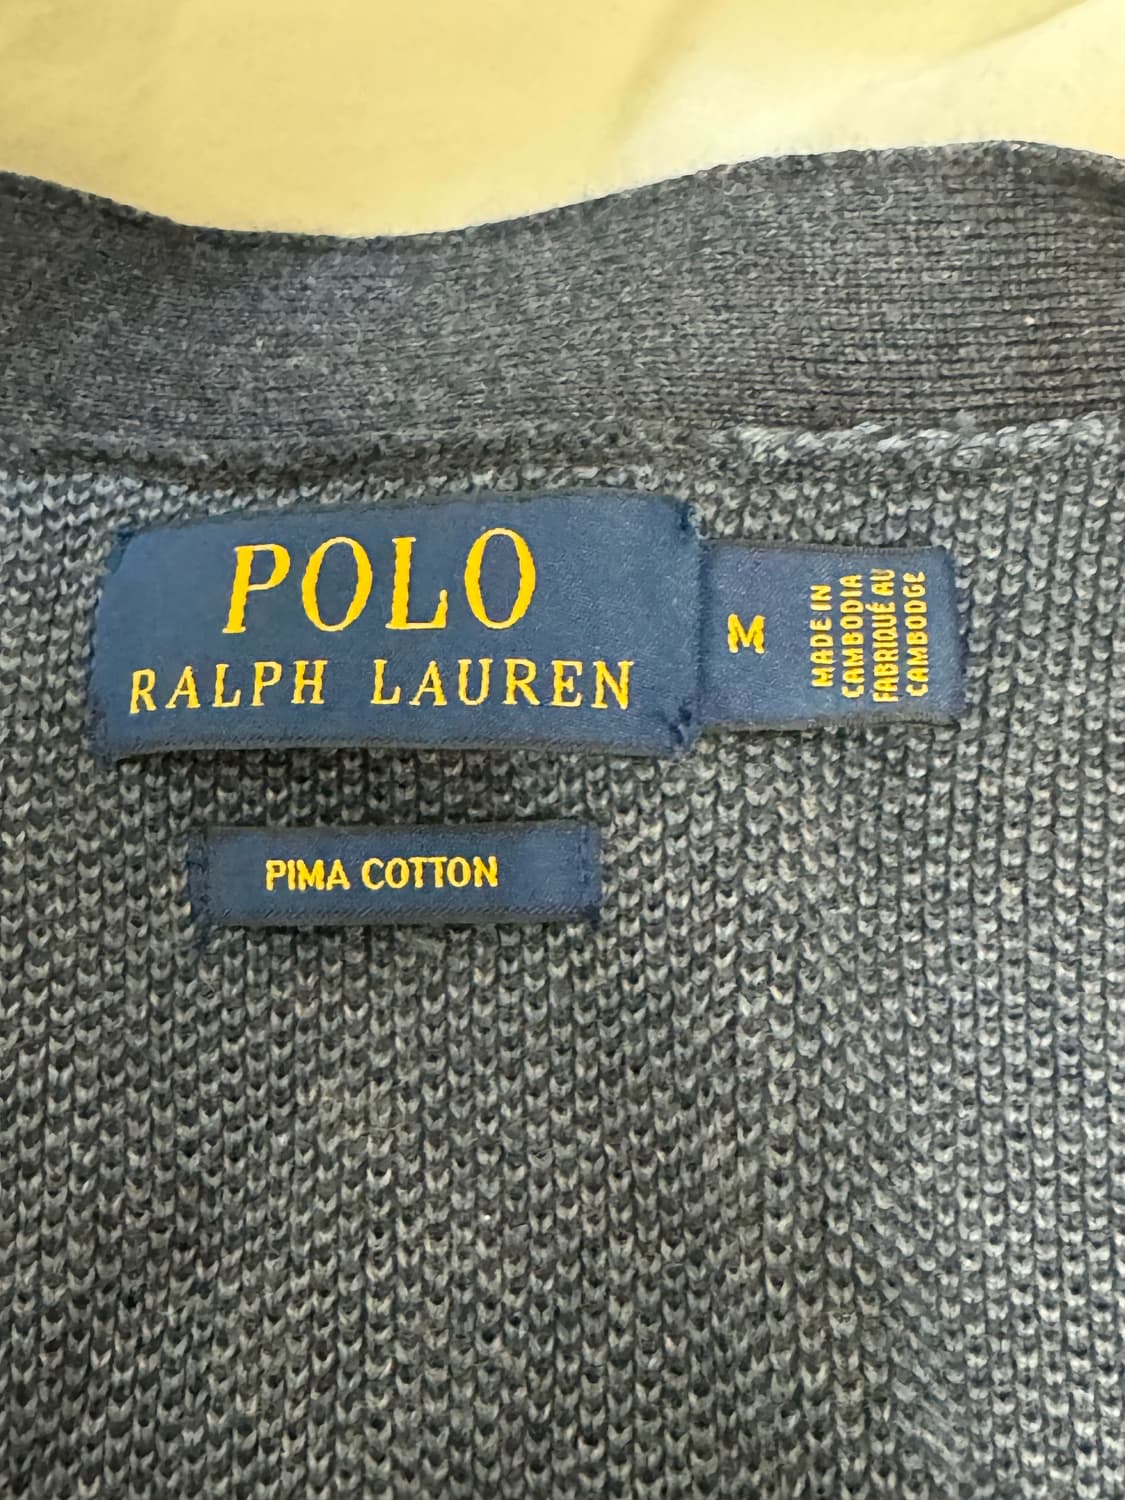 POLO
RALPH LAUREN
M
MADE IN
CAMBODIA
FABRIQUÉ AU
CAMBODGE
PIMA COTTON